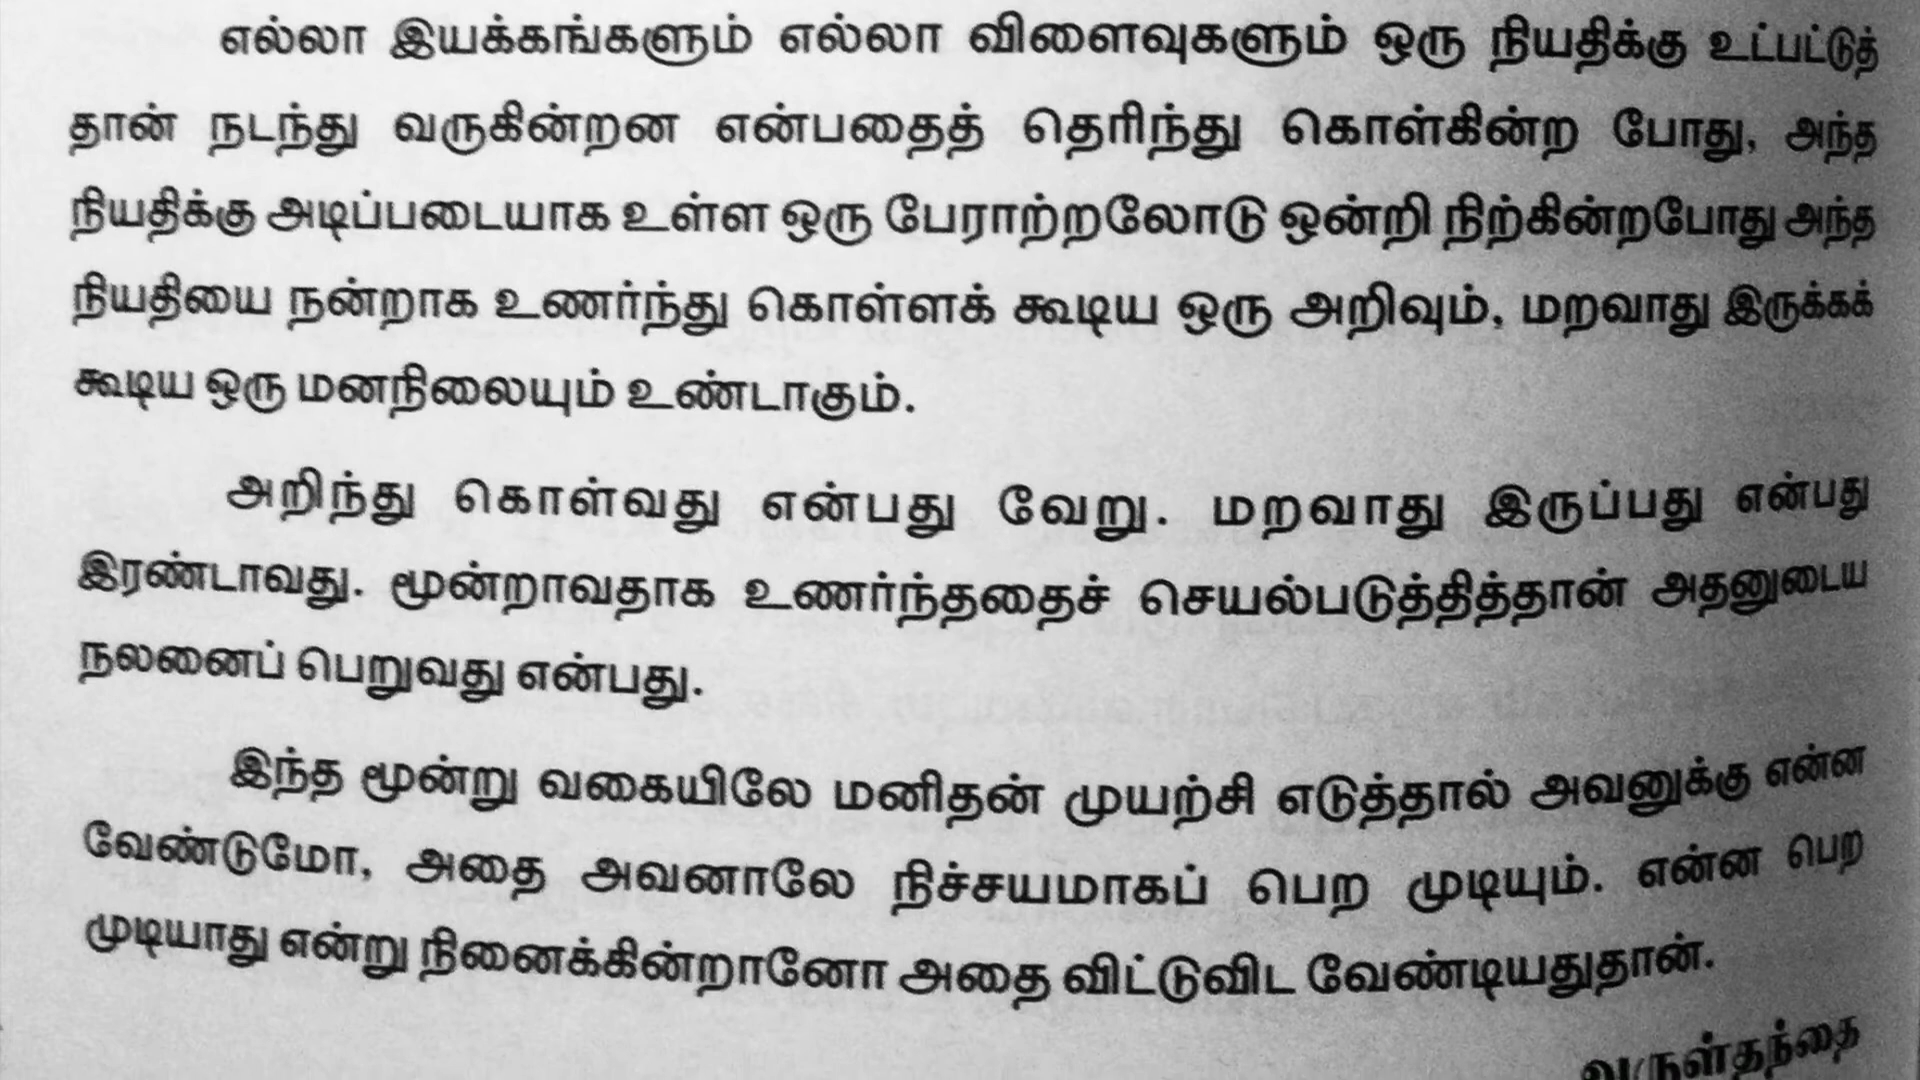 எல்லா இயக்கங்களும் எல்லா விளைவுகளும் ஒரு நியதிக்கு உட்பட்டுத்
தான் நடந்து வருகின்றன என்பதைத் தெரிந்து கொள்கின்ற போது, அந்த
நியதிக்கு அடிப்படையாக உள்ள ஒரு பேராற்றலோடு ஒன்றி நிற்கின்றபோது அந்த
நியதியை நன்றாக உணர்ந்து கொள்ளக் கூடிய ஒரு அறிவும், மறவாது இருக்கக்
கூடிய ஒரு மனநிலையும் உண்டாகும்.
அறிந்து கொள்வது என்பது வேறு. மறவாது இருப்பது என்பது
இரண்டாவது. மூன்றாவதாக உணர்ந்ததைச் செயல்படுத்தித்தான் அதனுடைய
நலனைப் பெறுவது என்பது.
இந்த மூன்று வகையிலே மனிதன் முயற்சி எடுத்தால் அவனுக்கு என்ன
வேண்டுமோ, அதை அவனாலே நிச்சயமாகப் பெற முடியும். என்ன பெற
முடியாது என்று நினைக்கின்றானோ அதை விட்டுவிட வேண்டியதுதான்.
அருள்தந்தை